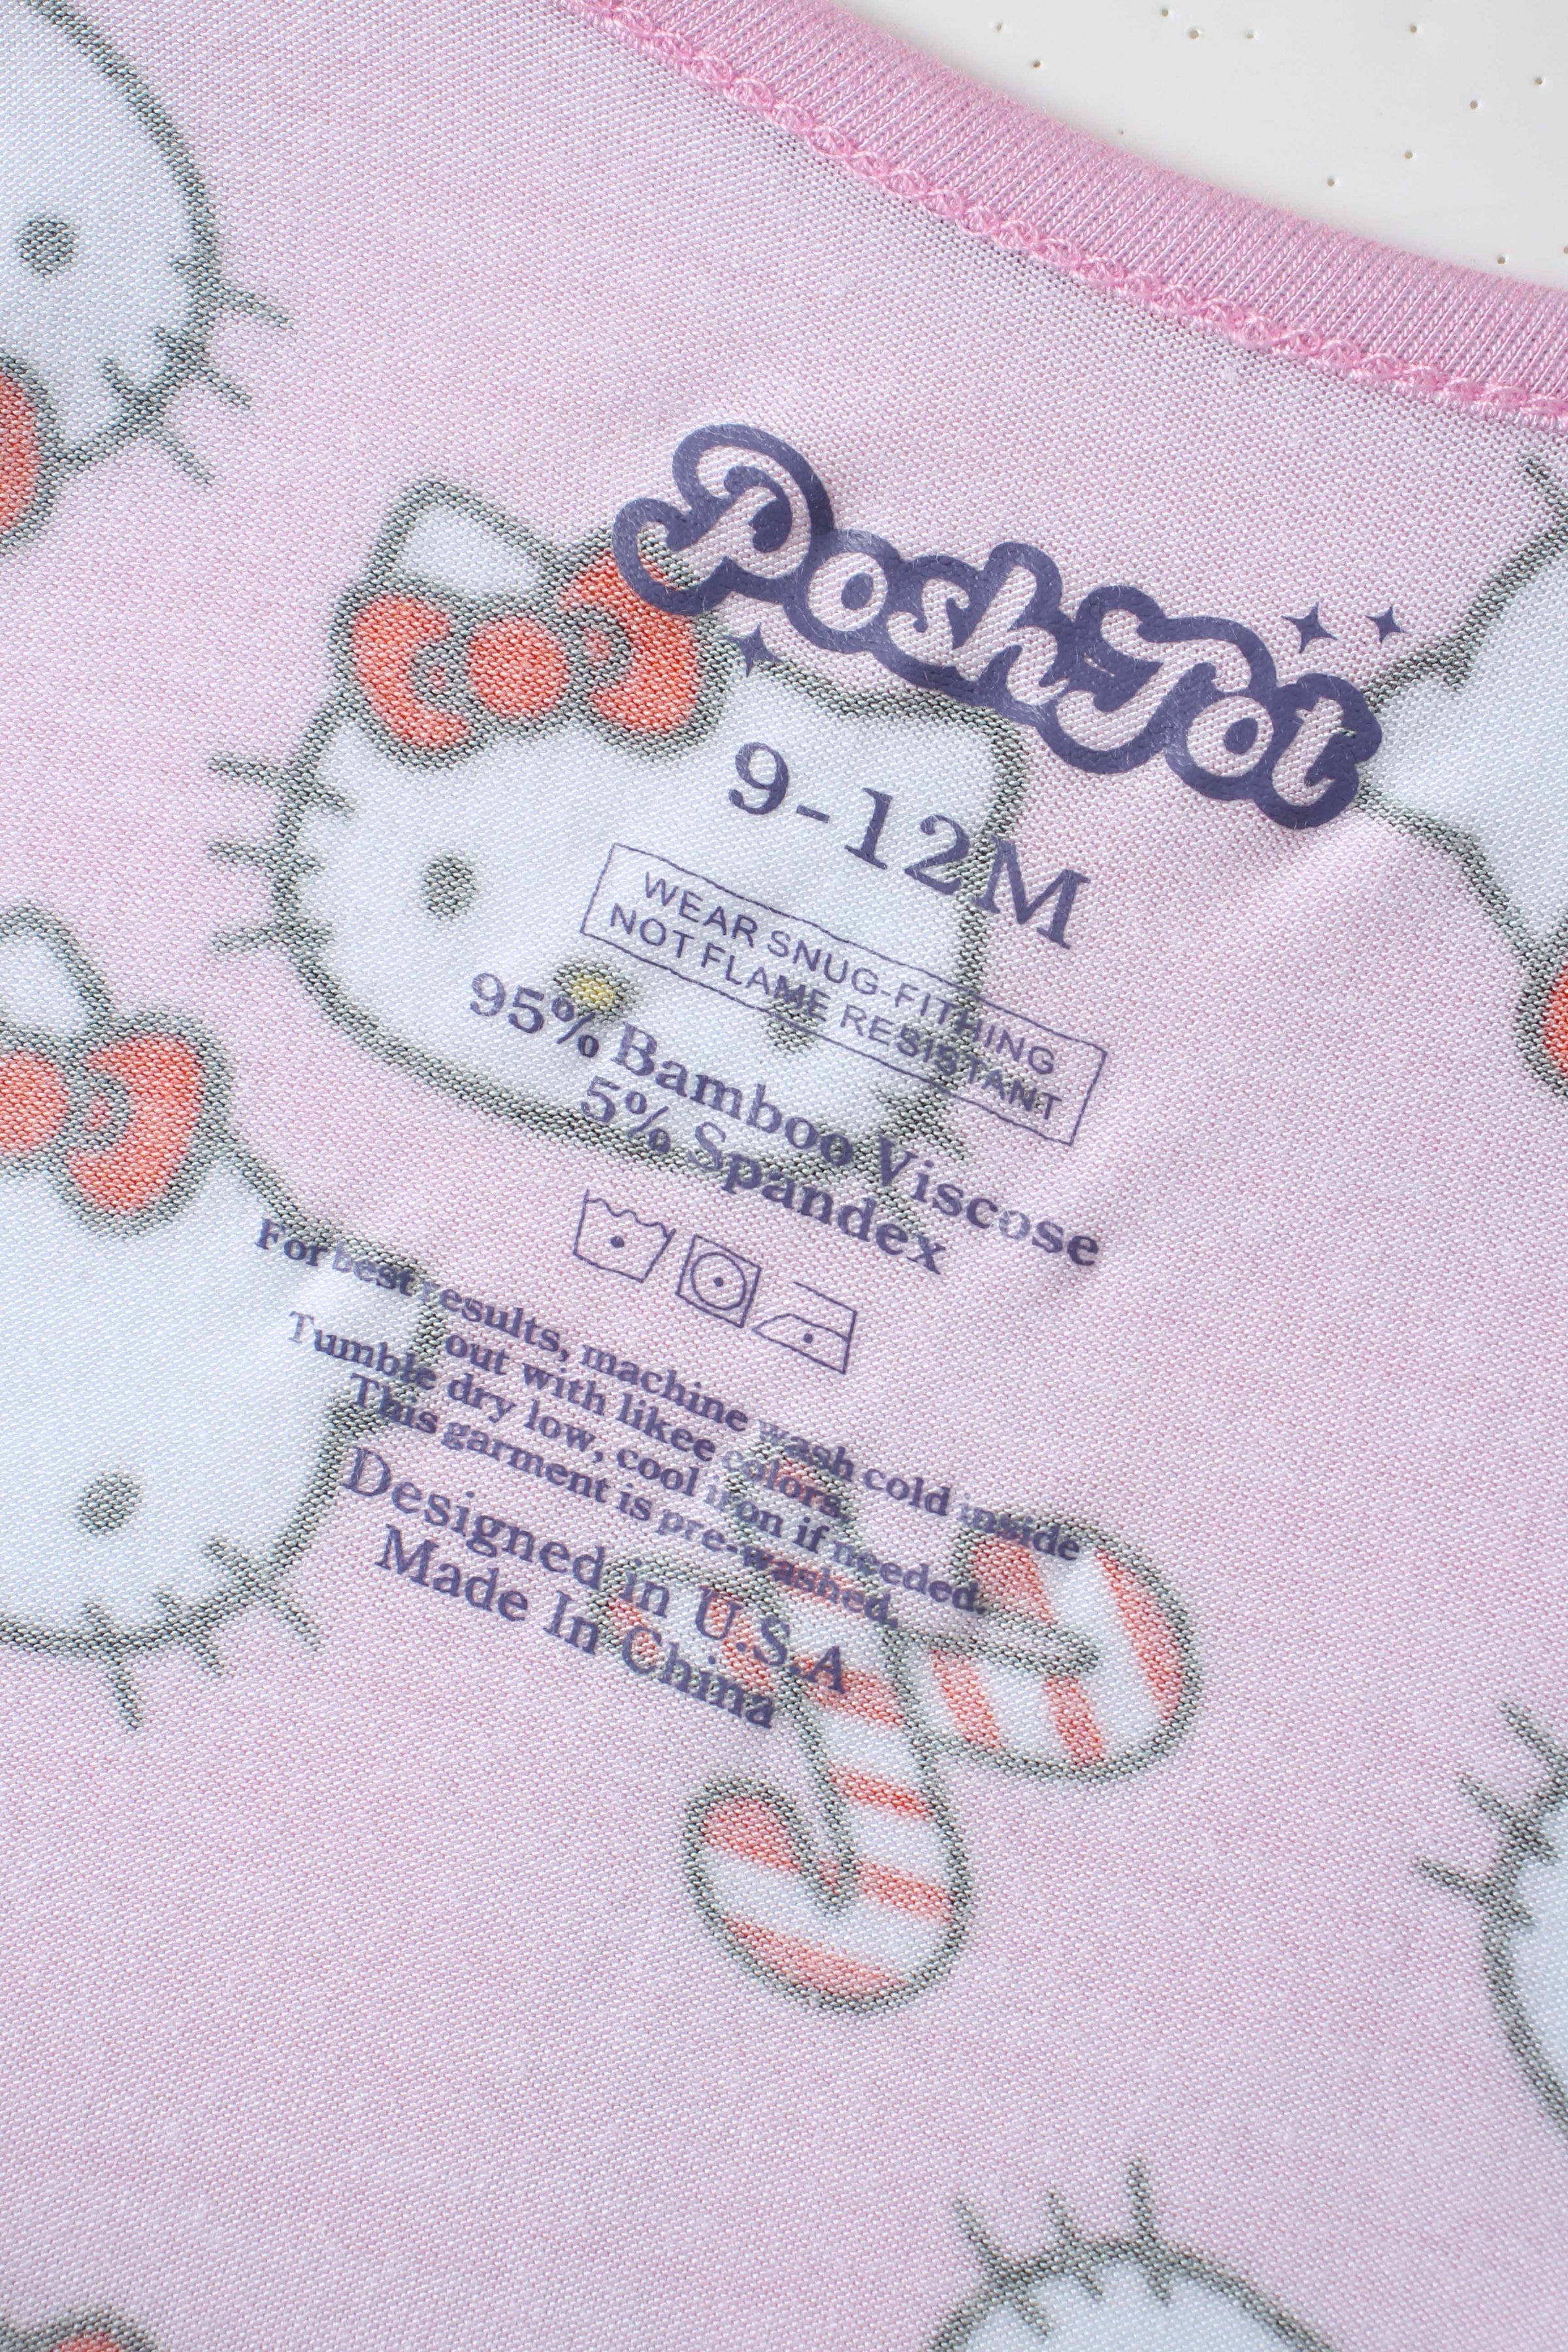 Posh Tot
9-12M
WEAR SNUG-FITHING
NOT FLAME RESISTANT
95% Bamboo Viscose
5% Spandex
For best results, machine wash cold inside
out with likee colors.
Tumble dry low, cool iron if needed.
This garment is pre-washed.
Designed in U.S.A
Made In China